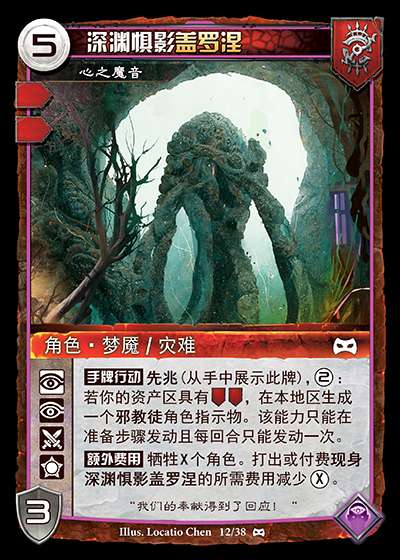 5
深渊惧影盖罗涅
心之魔音
角色·梦魇/灾难
手牌行动 先兆(从手中展示此牌),②:
若你的资产区具有 ,在本地区生成
一个邪教徒角色指示物。该能力只能在
准备步骤发动且每回合只能发动一次。
额外费用 牺牲X个角色。打出或付费现身
深渊惧影盖罗涅的所需费用减少Ⓧ。
"我们的奉献得到了回应!"
3
Illus. Locatio Chen 12/38